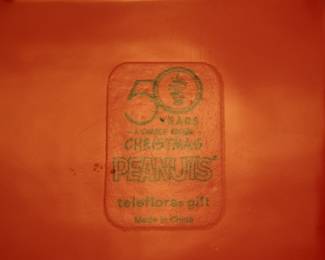 50
YEARS
A CHARLIE BROWN
CHRISTMAS
PEANUTS
teleflora® gift
Made in China